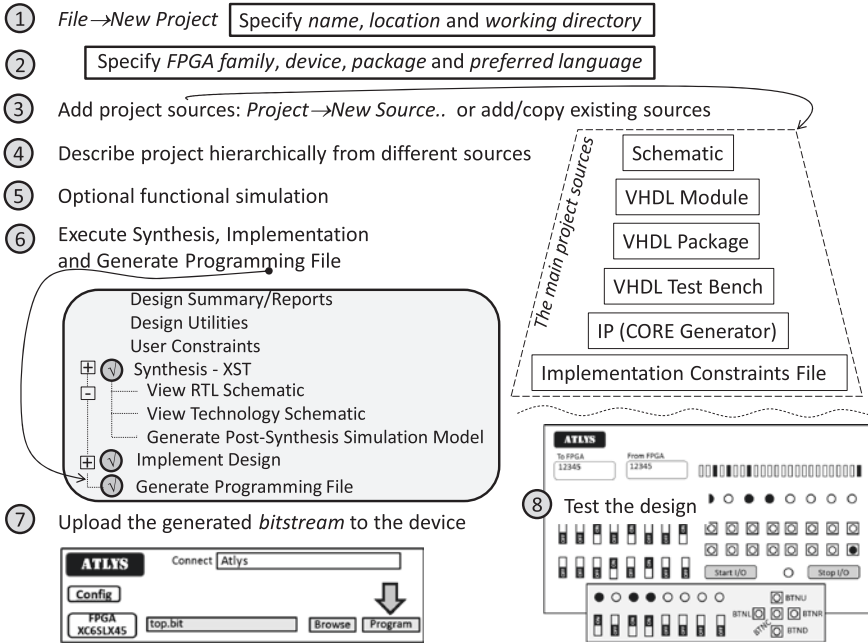 1 File→New Project Specify name, location and working directory
2 Specify FPGA family, device, package and preferred language
3 Add project sources: Project→New Source.. or add/copy existing sources
4 Describe project hierarchically from different sources
5 Optional functional simulation
6 Execute Synthesis, Implementation
and Generate Programming File
Design Summary/Reports
Design Utilities
User Constraints
+ √ Synthesis - XST
- View RTL Schematic
View Technology Schematic
Generate Post-Synthesis Simulation Model
+ √ Implement Design
√ Generate Programming File
The main project sources
Schematic
VHDL Module
VHDL Package
VHDL Test Bench
IP (CORE Generator)
Implementation Constraints File
7 Upload the generated bitstream to the device
ATLYS Connect Atlys
Config
FPGA
XC6SLX45
top.bit Browse Program
ATLYS
To FPGA From FPGA
12345 12345
8 Test the design
Start I/O Stop I/O
BTNU
BTNL BTNR
BTNC BTND